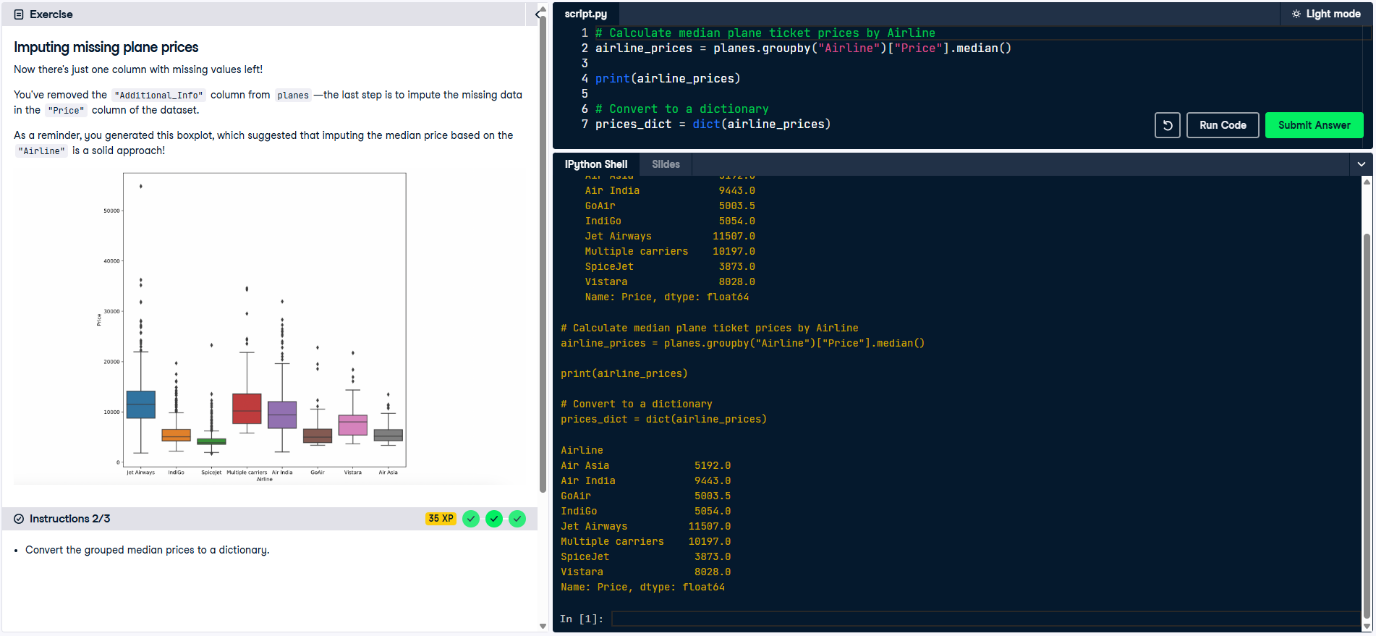 Exercise
Imputing missing plane prices
Now there's just one column with missing values left!
You've removed the "Additional_Info" column from planes —the last step is to impute the missing data
in the "Price" column of the dataset.
As a reminder, you generated this boxplot, which suggested that imputing the median price based on the
"Airline" is a solid approach!
50000
40000
30000
20000
10000
0
Price
Jet Airways IndiGo SpiceJet Multiple carriers Air India GoAir Vistara Air Asia
Airline
Instructions 2/3
35 XP
• Convert the grouped median prices to a dictionary.
script.py
Light mode
1 # Calculate median plane ticket prices by Airline
2 airline_prices = planes.groupby("Airline")["Price"].median()
3
4 print(airline_prices)
5
6 # Convert to a dictionary
7 prices_dict = dict(airline_prices)
Run Code
Submit Answer
IPython Shell Slides
Air Asia 5192.0
Air India 9443.0
GoAir 5003.5
IndiGo 5054.0
Jet Airways 11507.0
Multiple carriers 10197.0
SpiceJet 3873.0
Vistara 8028.0
Name: Price, dtype: float64
# Calculate median plane ticket prices by Airline
airline_prices = planes.groupby("Airline")["Price"].median()
print(airline_prices)
# Convert to a dictionary
prices_dict = dict(airline_prices)
Airline
Air Asia 5192.0
Air India 9443.0
GoAir 5003.5
IndiGo 5054.0
Jet Airways 11507.0
Multiple carriers 10197.0
SpiceJet 3873.0
Vistara 8028.0
Name: Price, dtype: float64
In [1]: